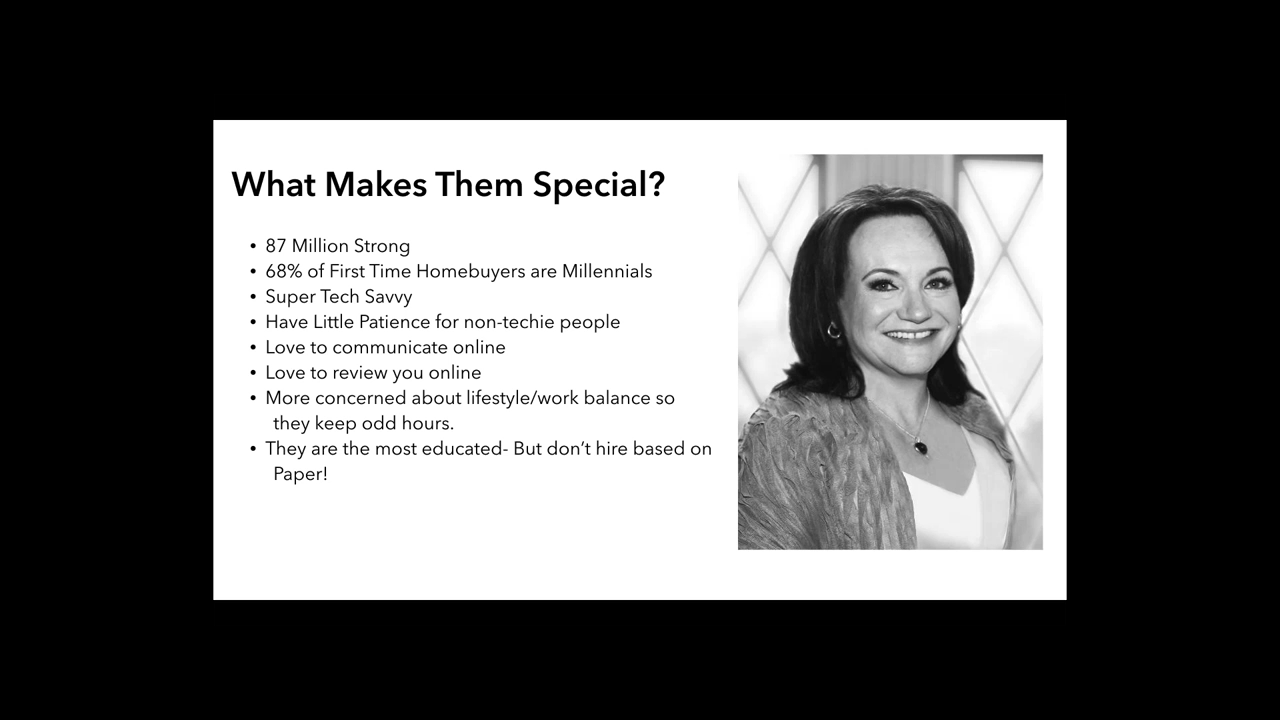 What Makes Them Special?
• 87 Million Strong
• 68% of First Time Homebuyers are Millennials
• Super Tech Savvy
• Have Little Patience for non-techie people
• Love to communicate online
• Love to review you online
• More concerned about lifestyle/work balance so
they keep odd hours.
• They are the most educated- But don’t hire based on
Paper!